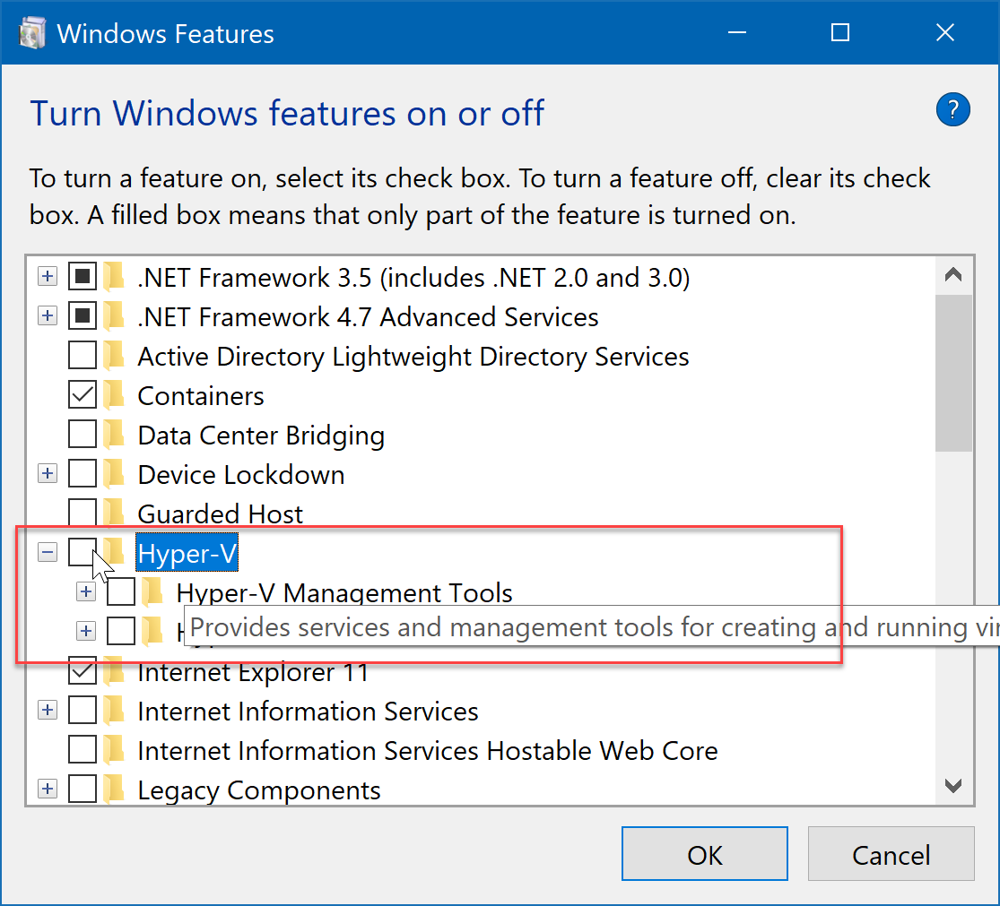 Windows Features
Turn Windows features on or off
?
To turn a feature on, select its check box. To turn a feature off, clear its check
box. A filled box means that only part of the feature is turned on.
.NET Framework 3.5 (includes .NET 2.0 and 3.0)
.NET Framework 4.7 Advanced Services
Active Directory Lightweight Directory Services
Containers
Data Center Bridging
Device Lockdown
Guarded Host
Hyper-V
Hyper-V Management Tools
Provides services and management tools for creating and running
Internet Explorer 11
Internet Information Services
Internet Information Services Hostable Web Core
Legacy Components
OK
Cancel